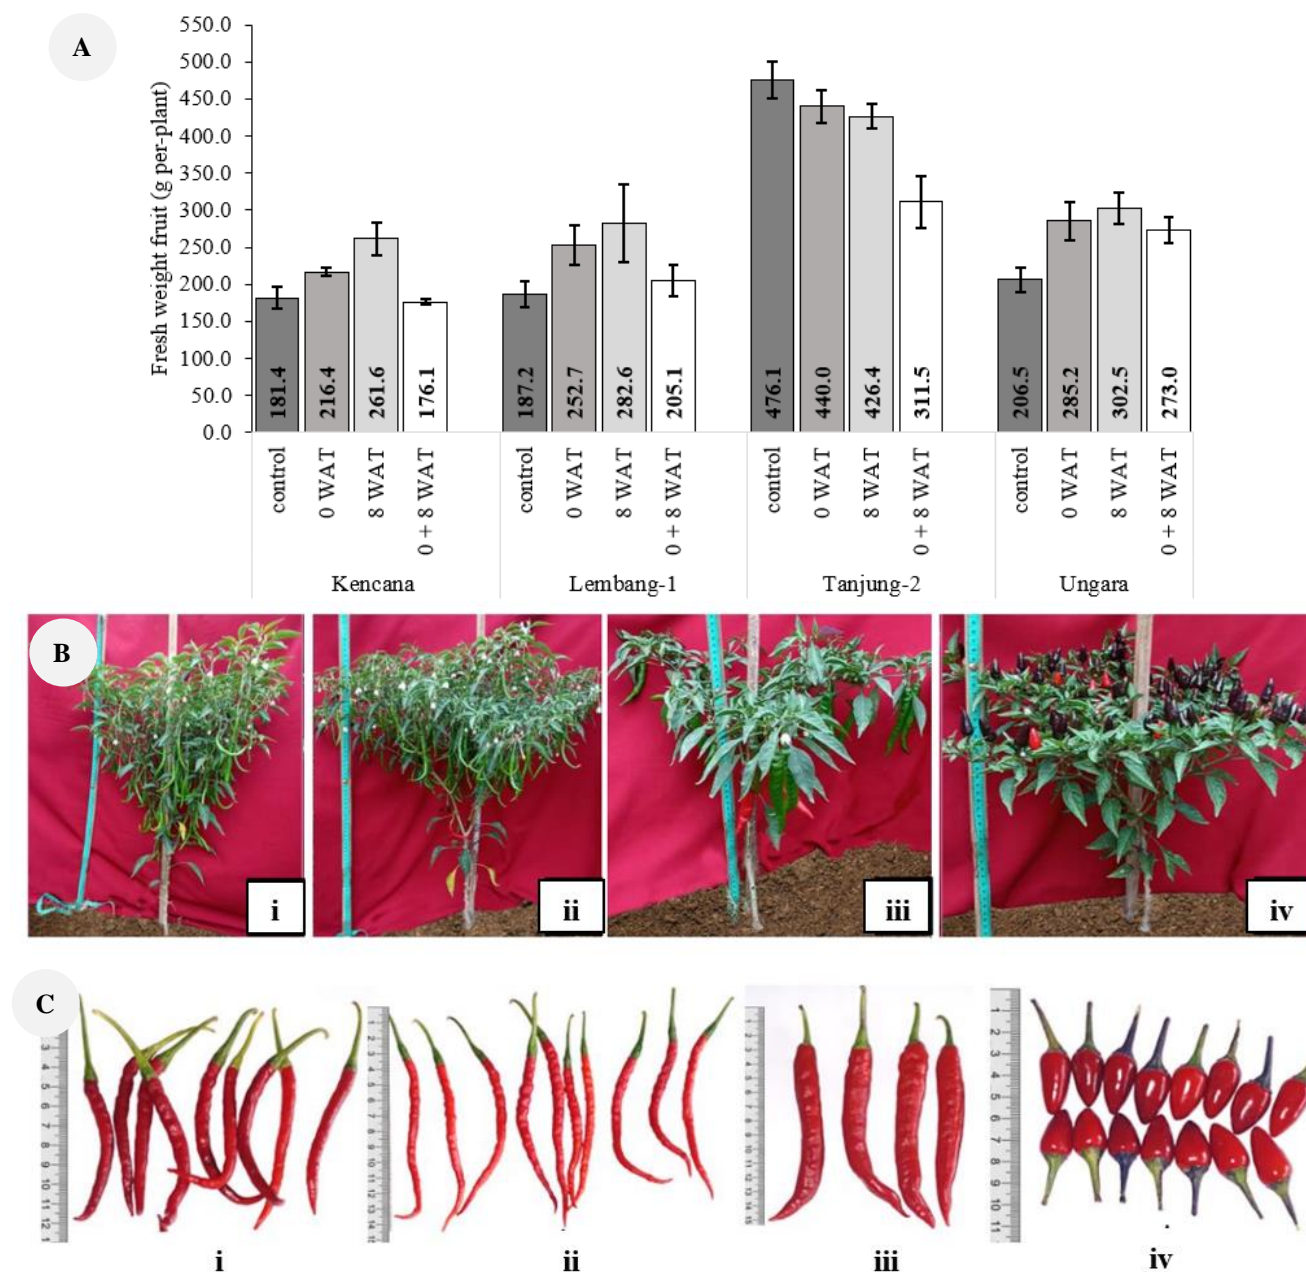 A
Fresh weight fruit (g per-plant)
550.0
500.0
450.0
400.0
350.0
300.0
250.0
200.0
150.0
100.0
50.0
0.0
181.4
216.4
261.6
176.1
187.2
252.7
282.6
205.1
476.1
440.0
426.4
311.5
206.5
285.2
302.5
273.0
control
0 WAT
8 WAT
0 + 8 WAT
control
0 WAT
8 WAT
0 + 8 WAT
control
0 WAT
8 WAT
0 + 8 WAT
control
0 WAT
8 WAT
0 + 8 WAT
Kencana
Lembang-1
Tanjung-2
Ungara
B
i
ii
iii
iv
C
i
ii
iii
iv